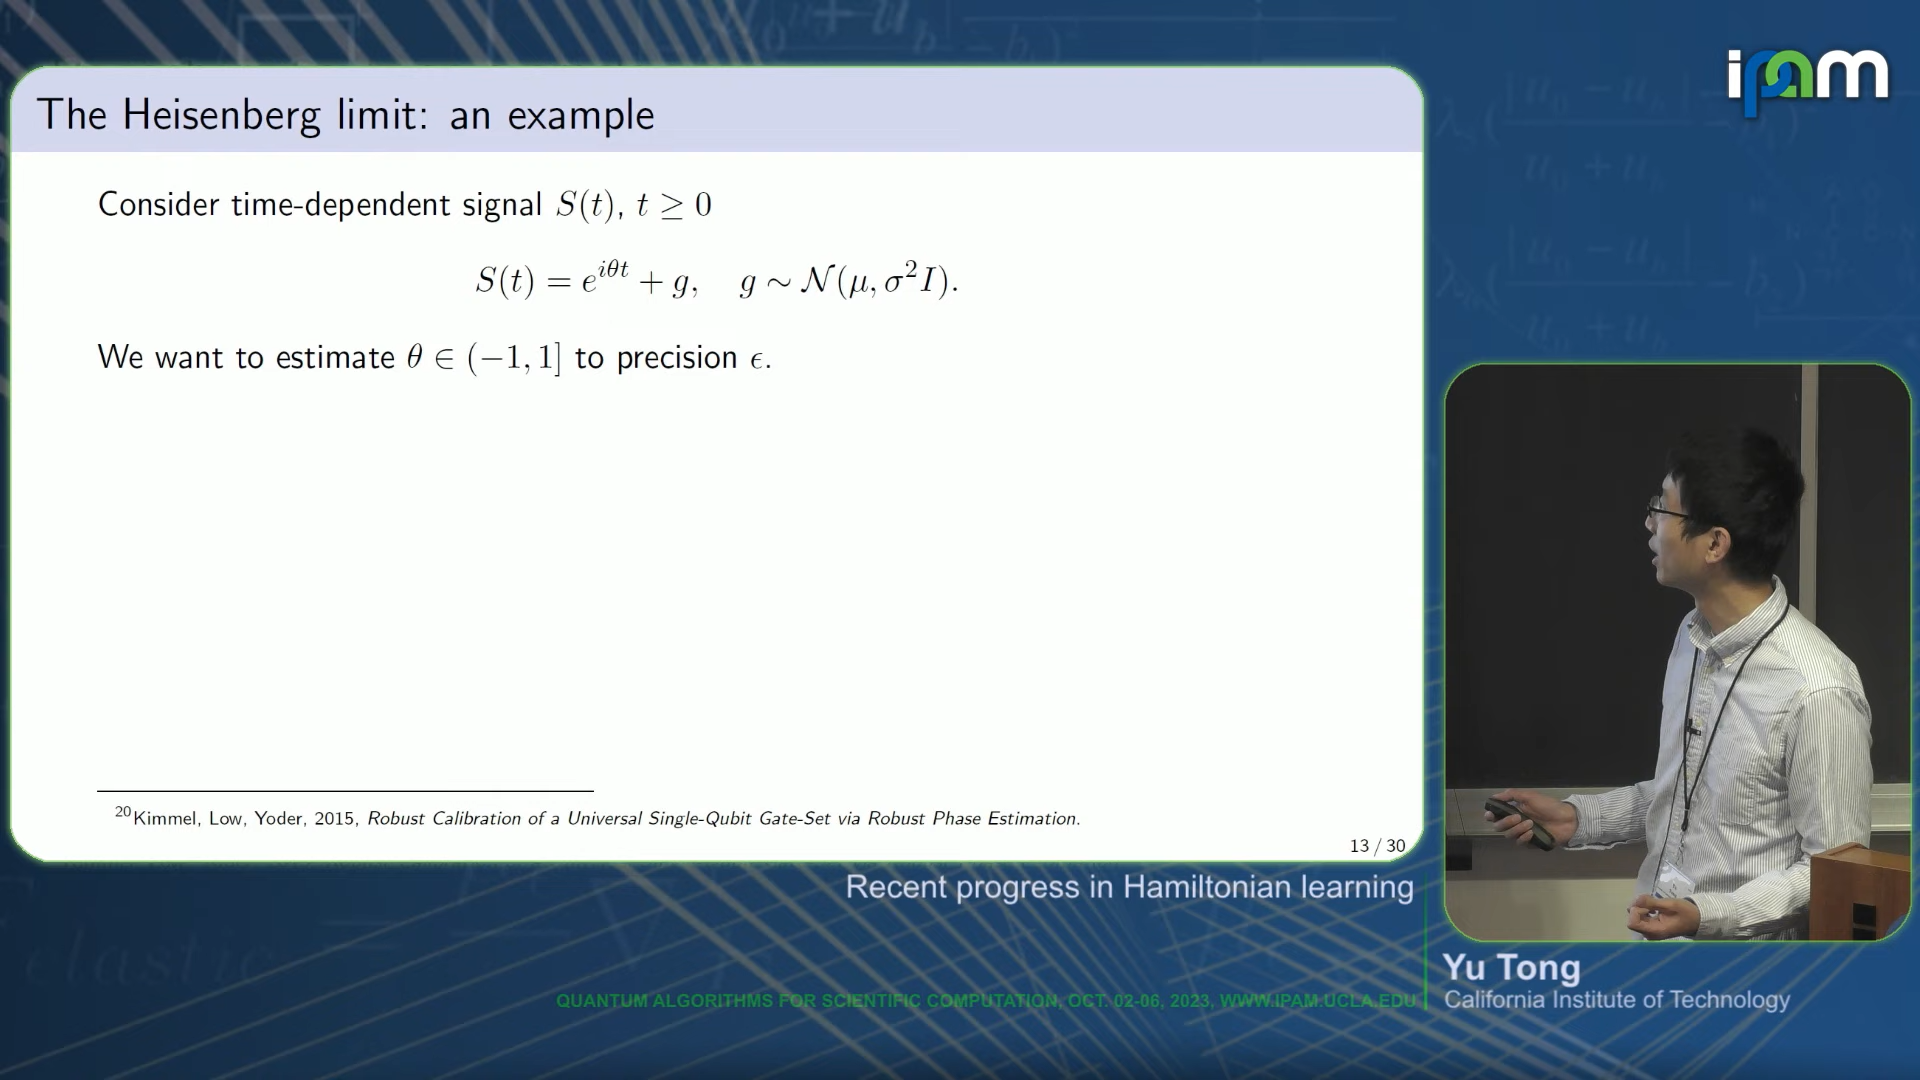 ipam
The Heisenberg limit: an example
Consider time-dependent signal S(t), t ≥ 0
S(t) = e^{iθt} + g, g ∼ N(μ, σ²I).
We want to estimate θ ∈ (−1, 1] to precision ϵ.
²⁰Kimmel, Low, Yoder, 2015, Robust Calibration of a Universal Single-Qubit Gate-Set via Robust Phase Estimation.
13 / 30
Recent progress in Hamiltonian learning
Yu Tong
California Institute of Technology
QUANTUM ALGORITHMS FOR SCIENTIFIC COMPUTATION, OCT. 02-06, 2023, WWW.IPAM.UCLA.EDU